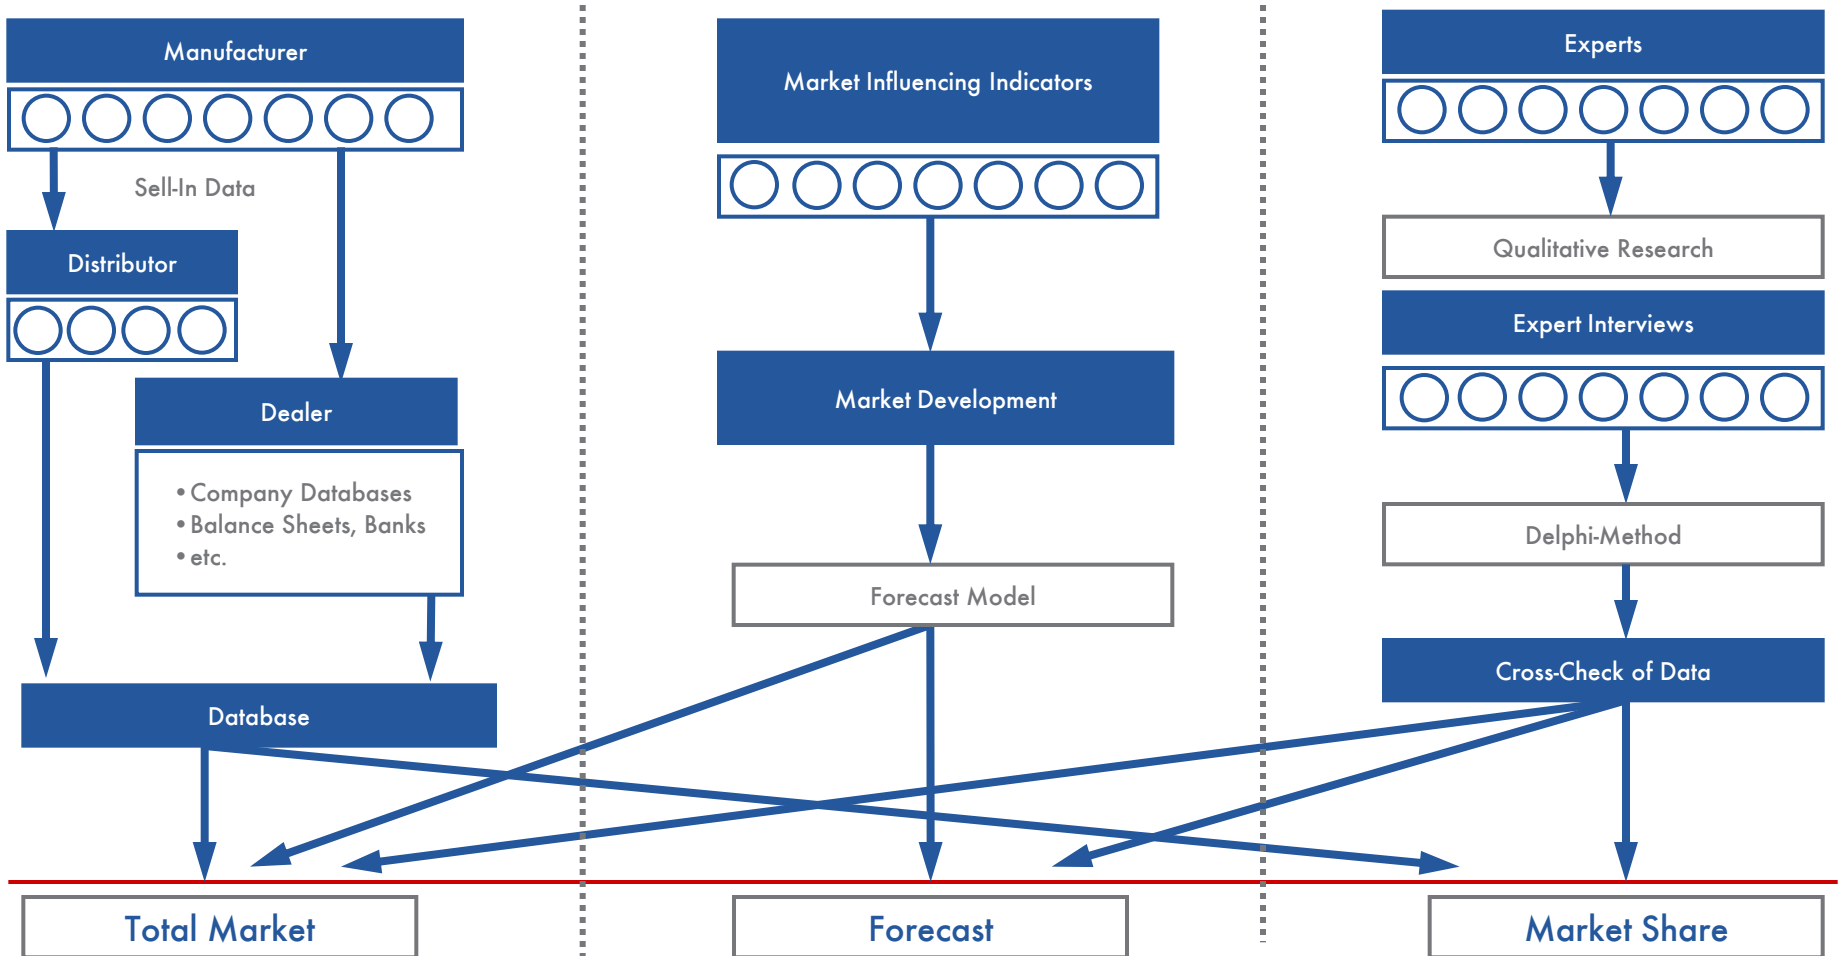 Manufacturer
Sell-In Data
Distributor
Dealer
• Company Databases
• Balance Sheets, Banks
• etc.
Database
Total Market
Market Influencing Indicators
Market Development
Forecast Model
Forecast
Experts
Qualitative Research
Expert Interviews
Delphi-Method
Cross-Check of Data
Market Share